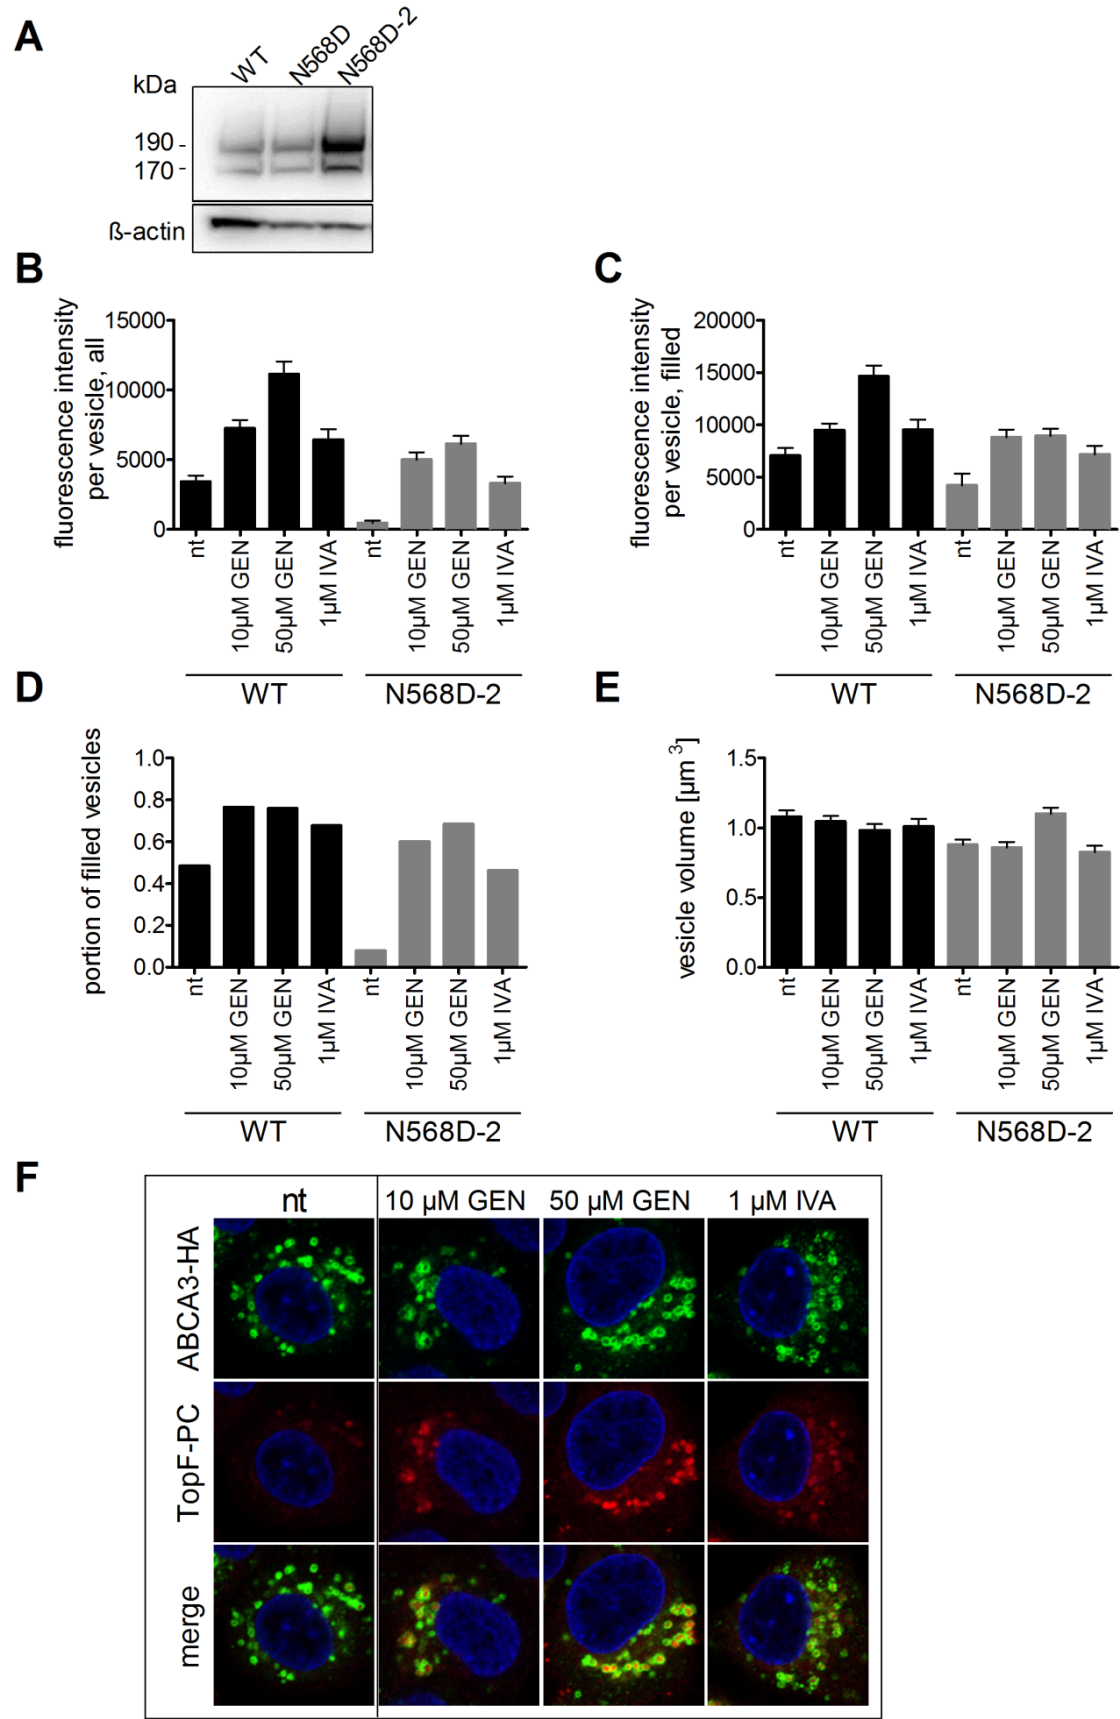 A
WT N568D N568D-2
kDa
190
170
ß-actin
B
fluorescence intensity
per vesicle, all
15000
10000
5000
0
nt 10µM GEN 50µM GEN 1µM IVA nt 10µM GEN 50µM GEN 1µM IVA
WT N568D-2
C
fluorescence intensity
per vesicle, filled
20000
15000
10000
5000
0
nt 10µM GEN 50µM GEN 1µM IVA nt 10µM GEN 50µM GEN 1µM IVA
WT N568D-2
D
portion of filled vesicles
1.0
0.8
0.6
0.4
0.2
0.0
nt 10µM GEN 50µM GEN 1µM IVA nt 10µM GEN 50µM GEN 1µM IVA
WT N568D-2
E
vesicle volume [µm³]
1.5
1.0
0.5
0.0
nt 10µM GEN 50µM GEN 1µM IVA nt 10µM GEN 50µM GEN 1µM IVA
WT N568D-2
F
nt 10 µM GEN 50 µM GEN 1 µM IVA
ABCA3-HA
TopF-PC
merge